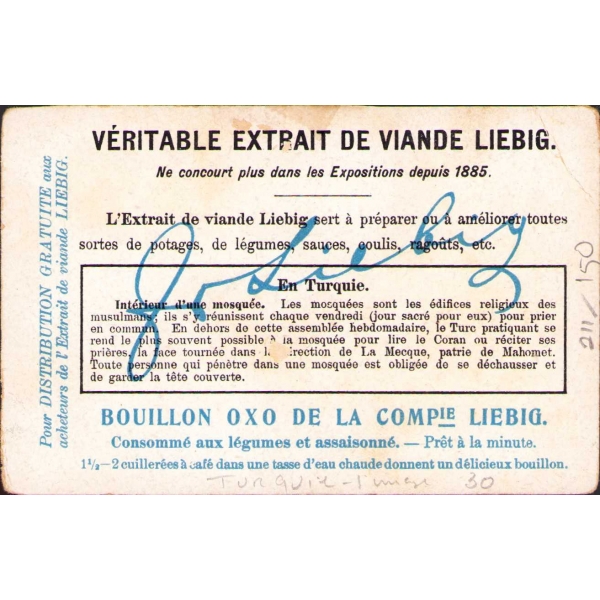 VÉRITABLE EXTRAIT DE VIANDE LIEBIG.
Ne concourt plus dans les Expositions depuis 1885.
L'Extrait de viande Liebig sert à préparer ou à améliorer toutes
sortes de potages, de légumes, sauces, coulis, ragoûts, etc.
En Turquie.
Intérieur d'une mosquée. Les mosquées sont les édifices religieux des
musulmans; ils s'y réunissent chaque vendredi (jour sacré pour eux) pour prier
en commun. En dehors de cette assemblée hebdomadaire, le Turc pratiquant se
rend le plus souvent possible à la mosquée pour lire le Coran ou réciter ses
prières, la face tournée dans la direction de La Mecque, patrie de Mahomet.
Toute personne qui pénètre dans une mosquée est obligée de se déchausser et
de garder la tête couverte.
BOUILLON OXO DE LA COMPIE LIEBIG.
Consommé aux légumes et assaisonné. — Prêt à la minute.
1½—2 cuillerées à café dans une tasse d'eau chaude donnent un délicieux bouillon.
Pour DISTRIBUTION GRATUITE aux
acheteurs de l'Extrait de viande LIEBIG.
J v Liebig
211/150
TURQUIE 30